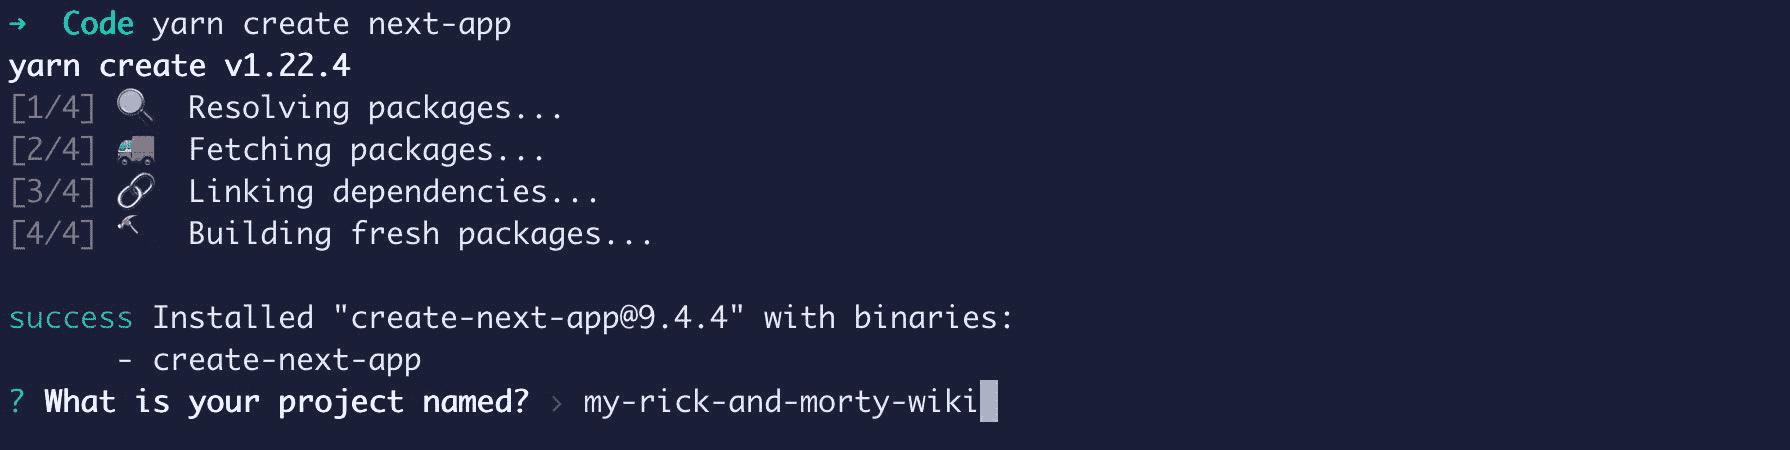 → Code yarn create next-app
yarn create v1.22.4
[1/4] 🔍 Resolving packages...
[2/4] 🚚 Fetching packages...
[3/4] 🔗 Linking dependencies...
[4/4] 🔨 Building fresh packages...
success Installed "create-next-app@9.4.4" with binaries:
- create-next-app
? What is your project named? › my-rick-and-morty-wiki